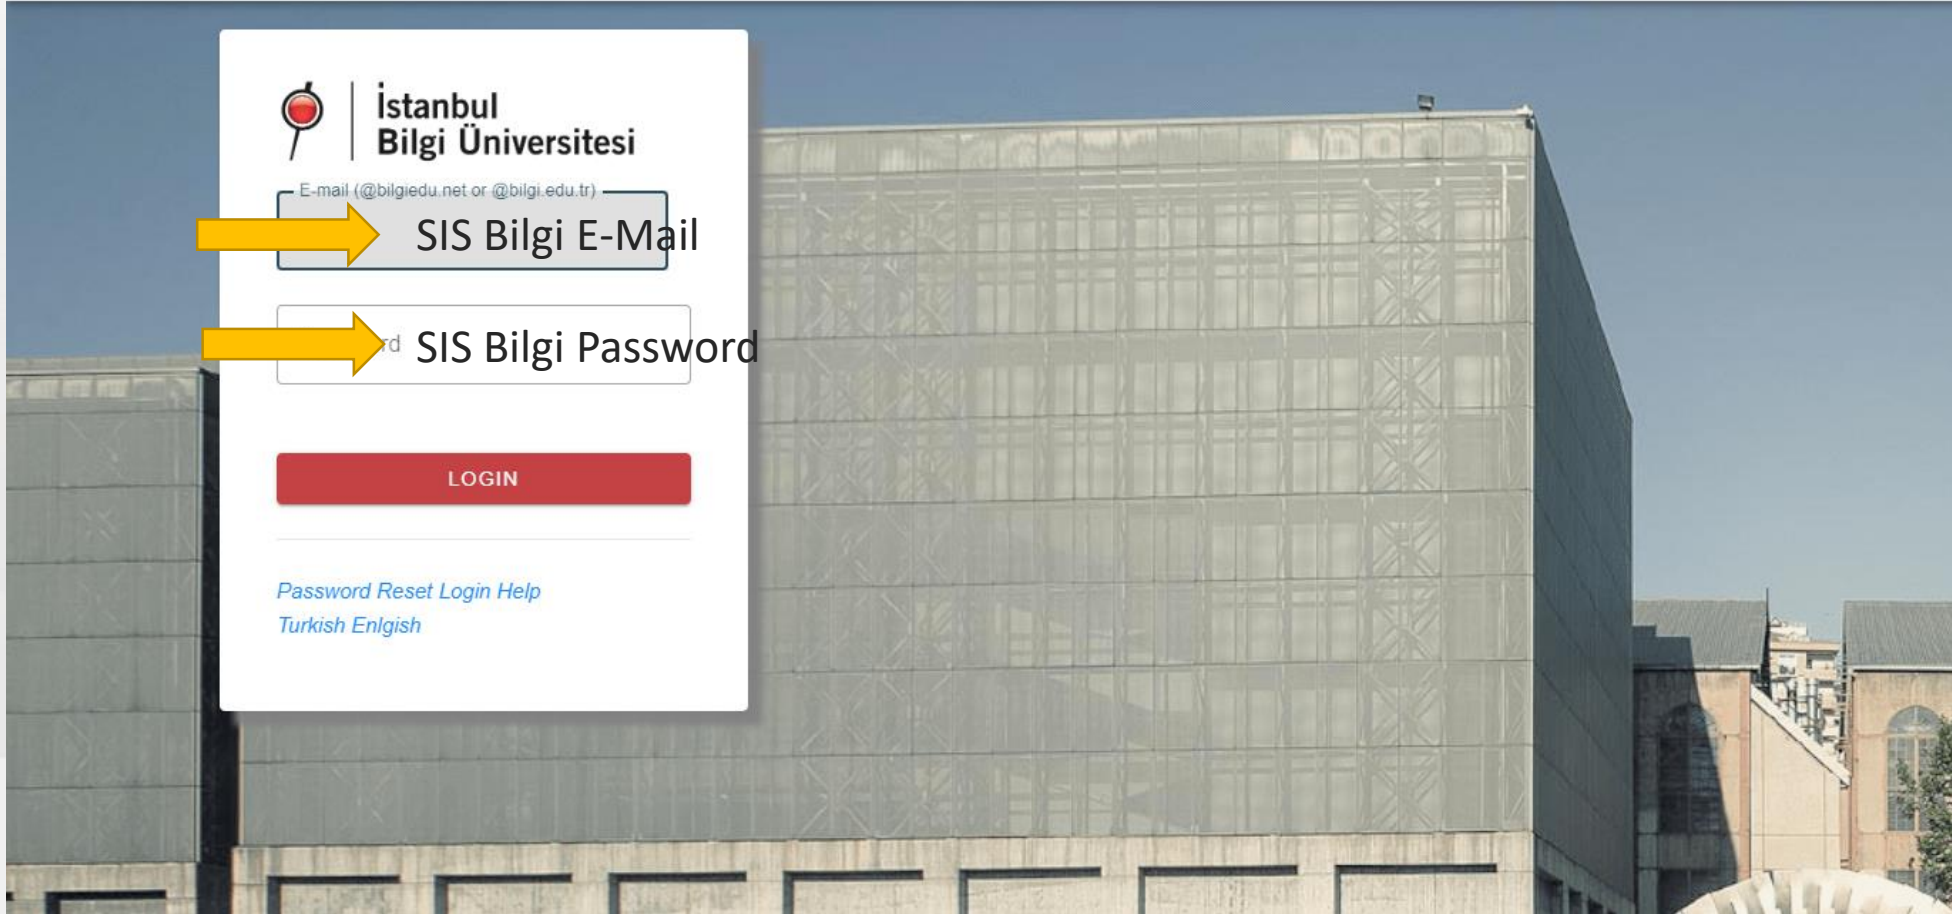 İstanbul
Bilgi Üniversitesi
E-mail (@bilgiedu.net or @bilgi.edu.tr)
SIS Bilgi E-Mail
rd SIS Bilgi Password
LOGIN
Password Reset Login Help
Turkish Enlgish